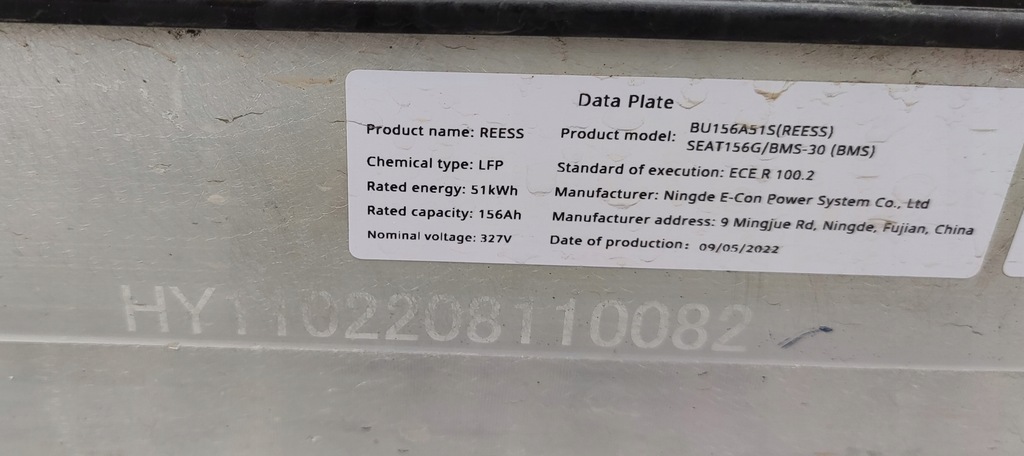 Data Plate
Product name: REESS
Product model: BU156A51S(REESS)
SEAT156G/BMS-30 (BMS)
Chemical type: LFP
Standard of execution: ECE R 100.2
Rated energy: 51kWh
Manufacturer: Ningde E-Con Power System Co., Ltd
Rated capacity: 156Ah
Manufacturer address: 9 Mingjue Rd, Ningde, Fujian, China
Nominal voltage: 327V
Date of production: 09/05/2022
HY1102208110082